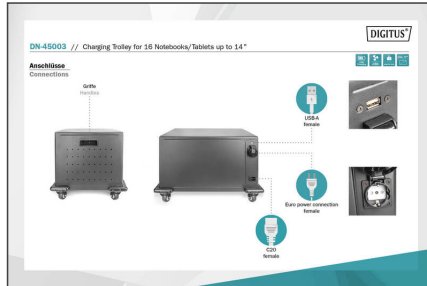 DIGITUS®
DN-45003 // Charging Trolley for 16 Notebooks/Tablets up to 14"
Anschlüsse
Connections
Griffe
Handles
USB-A
female
Euro power connection
female
C20
female